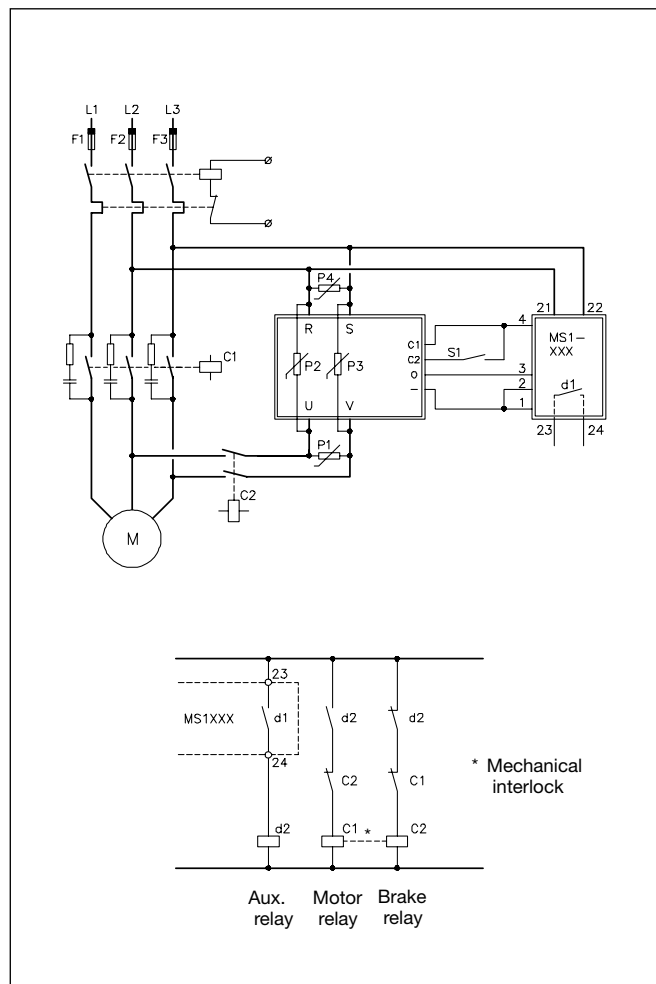 L1 L2 L3
F1 F2 F3
P4
21 22
R S
4
MS1-
XXX
C1
C1
C2
S1
P2 P3
O
3
2
–
d1
1
U V
23 24
P1
C2
M
23
MS1XXX
d1
d2
d2
24
C2
C1
* Mechanical
interlock
d2
C1
*
C2
Aux.
relay
Motor
relay
Brake
relay